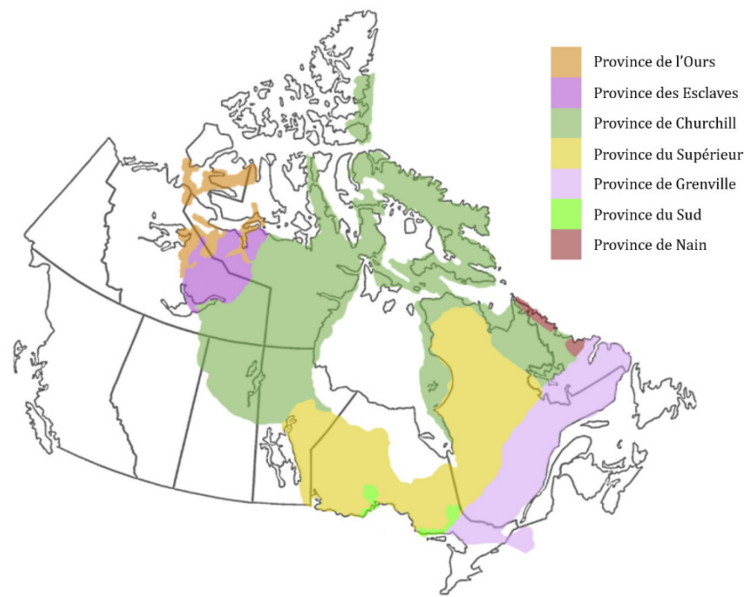 Province de l'Ours
Province des Esclaves
Province de Churchill
Province du Supérieur
Province de Grenville
Province du Sud
Province de Nain